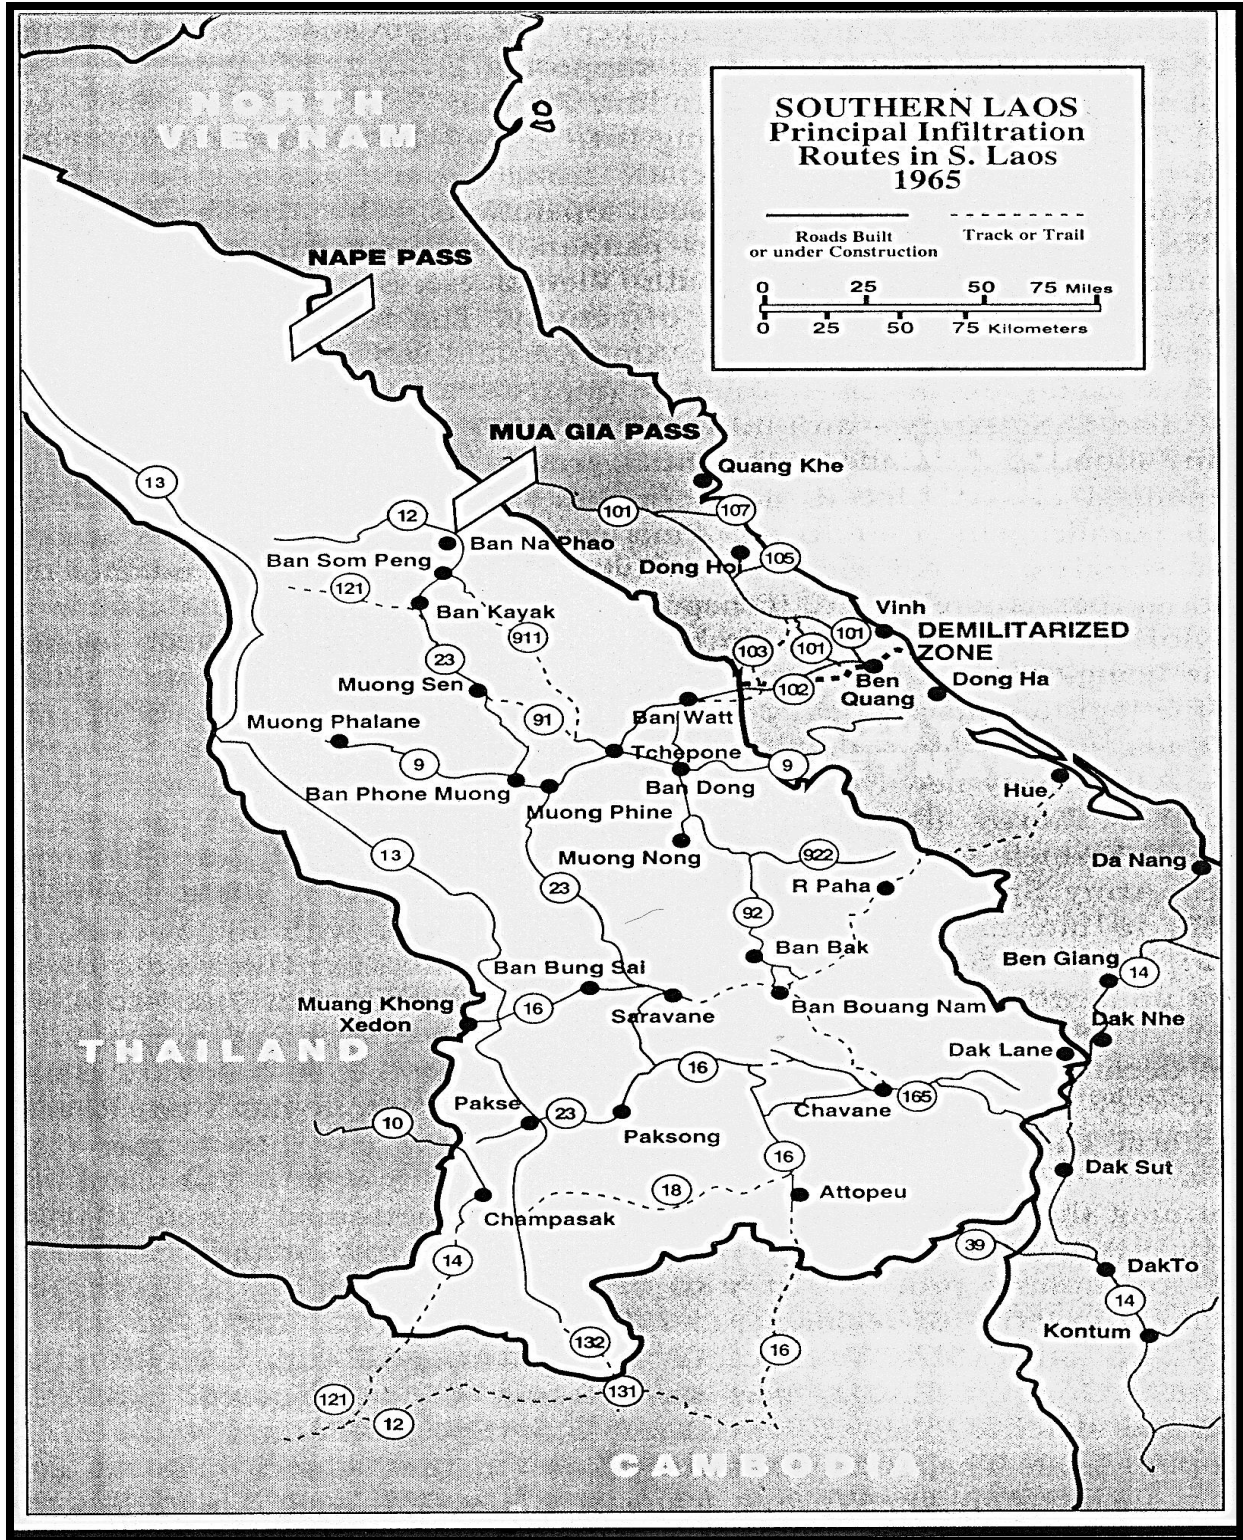 NORTH
VIETNAM
SOUTHERN LAOS
Principal Infiltration
Routes in S. Laos
1965
Roads Built
or under Construction
Track or Trail
0 25 50 75 Miles
0 25 50 75 Kilometers
NAPE PASS
MUA GIA PASS
Quang Khe
13
12
101
107
Ban Na Phao
Ban Som Peng
Dong Hoi
105
121
Ban Kayak
Vinh
911
101
DEMILITARIZED
ZONE
103
101
23
Muong Sen
102
Ben
Quang
Dong Ha
Muong Phalane
91
Ban Watt
9
Tchepone
9
Ban Phone Muong
Ban Dong
Hue
Muong Phine
13
Muong Nong
922
Da Nang
23
R Paha
92
Ban Bak
Ben Giang
14
Ban Bung Sai
Muang Khong
Xedon
16
Saravane
Ban Bouang Nam
Dak Nhe
THAILAND
Dak Lane
16
Pakse
23
Chavane
165
10
Paksong
16
Dak Sut
18
Attopeu
Champasak
14
39
DakTo
14
132
16
Kontum
121
131
12
CAMBODIA